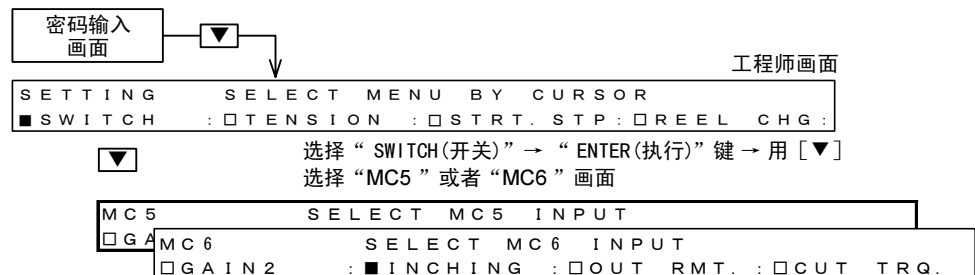 密码输入
画面
▼
工程师画面
SETTING SELECT MENU BY CURSOR
■SWITCH :□TENSION :□STRT. STP:□REEL CHG:
▼
选择“ SWITCH(开关)”→ “ ENTER(执行)”键 → 用 [▼]
选择“MC5 ”或者“MC6 ”画面
MC5 SELECT MC5 INPUT
□GA
MC6 SELECT MC6 INPUT
□GAIN2 :■INCHING :□OUT RMT. :□CUT TRQ.